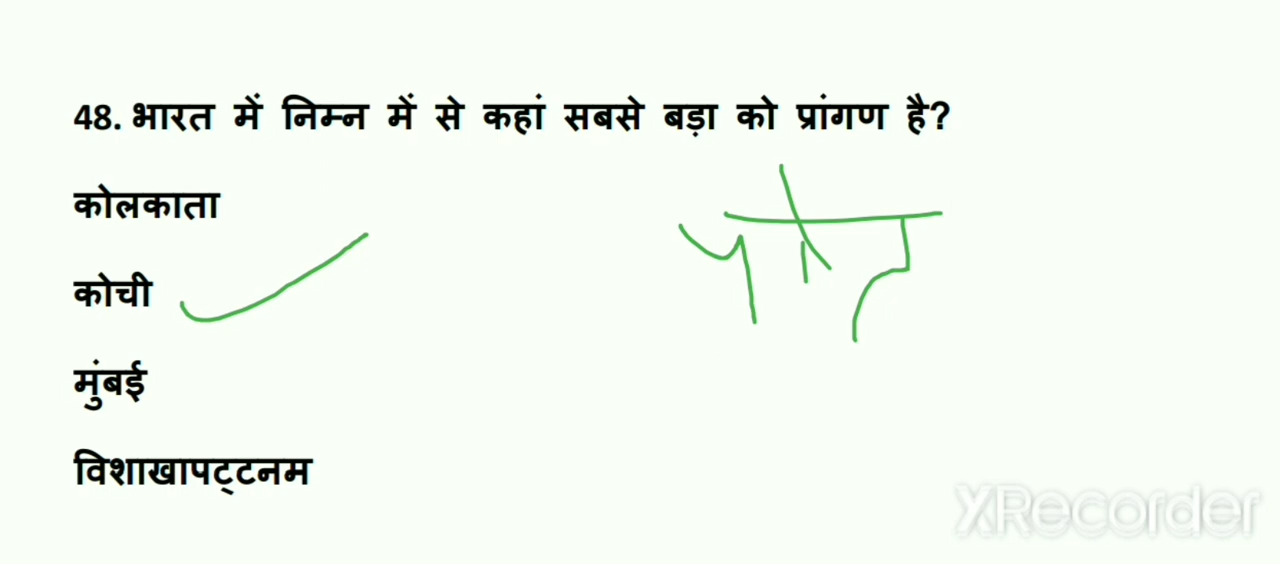 48. भारत में निम्न में से कहां सबसे बड़ा को प्रांगण है?
कोलकाता
कोची
मुंबई
विशाखापट्टनम
XRecorder